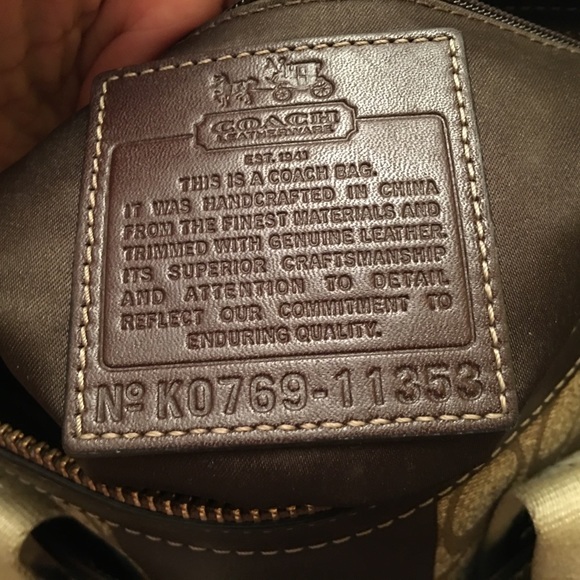 COACH
LEATHERWARE
EST. 1941
THIS IS A COACH BAG.
IT WAS HANDCRAFTED IN CHINA
FROM THE FINEST MATERIALS AND
TRIMMED WITH GENUINE LEATHER.
ITS SUPERIOR CRAFTSMANSHIP
AND ATTENTION TO DETAIL
REFLECT OUR COMMITMENT TO
ENDURING QUALITY.
Nº K0769-11353